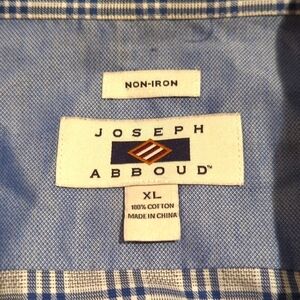 NON-IRON
JOSEPH
ABBOUD™
XL
100% COTTON
MADE IN CHINA